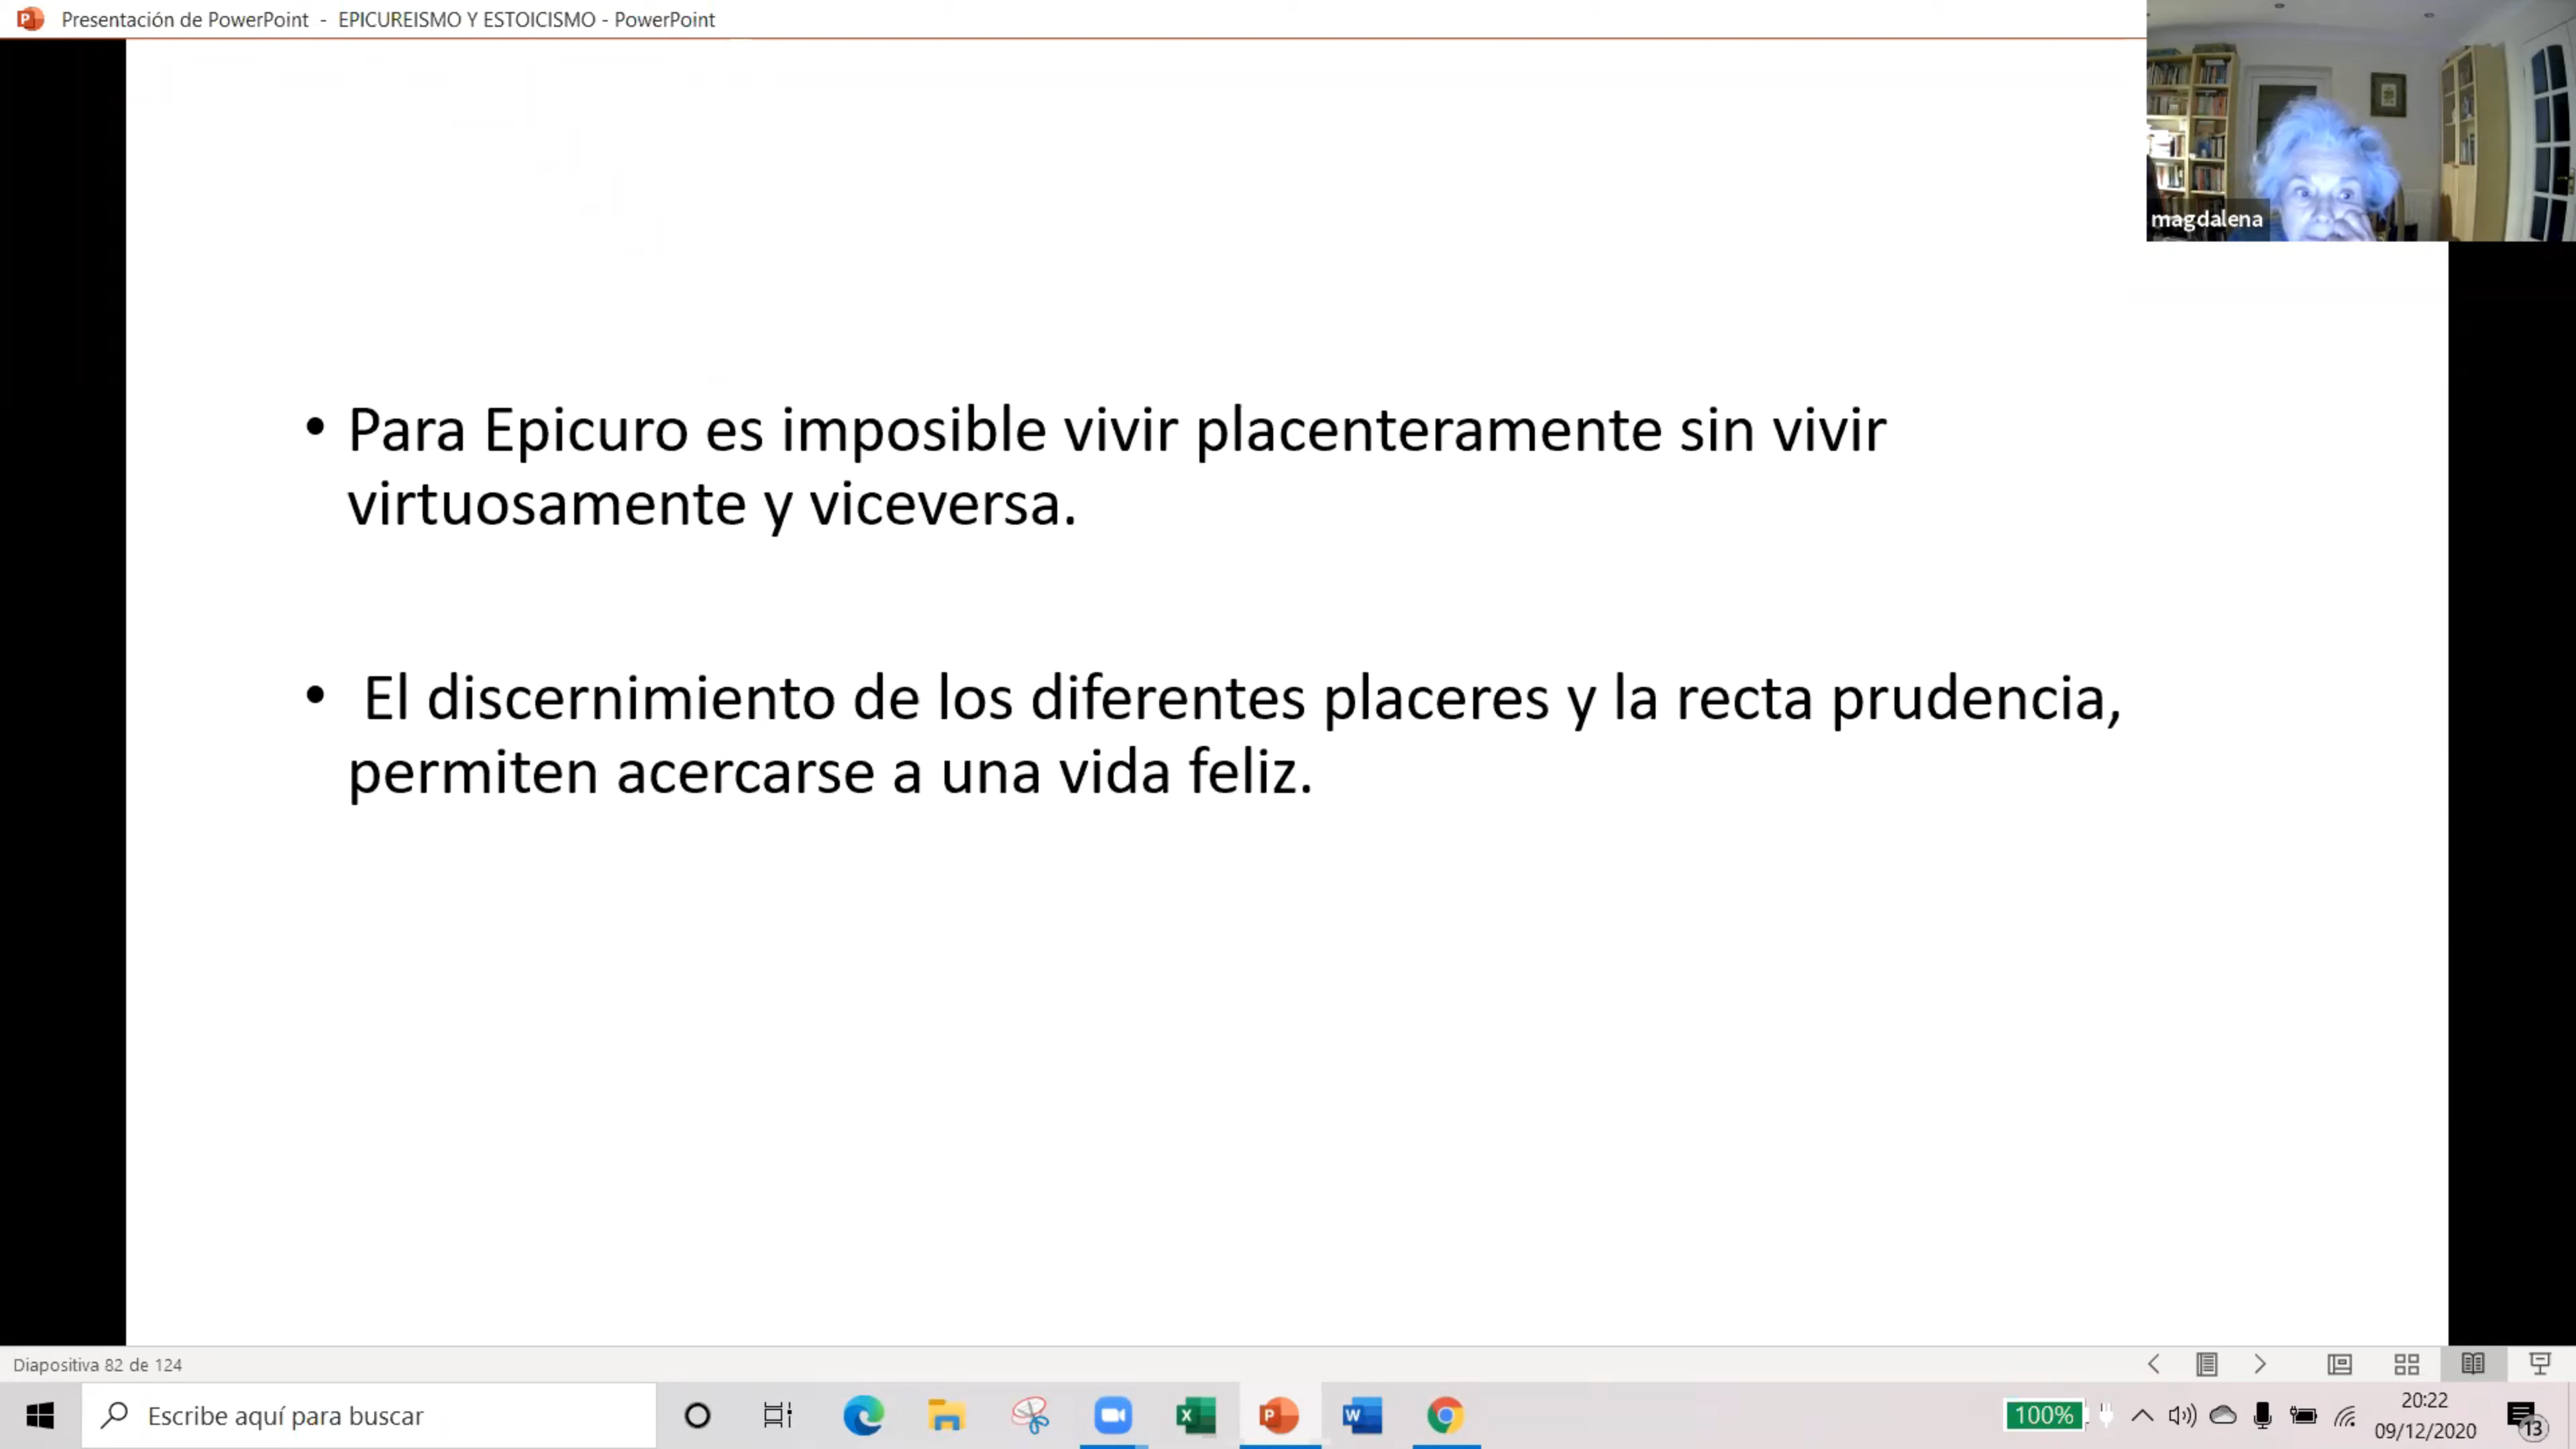 Presentación de PowerPoint - EPICUREISMO Y ESTOICISMO - PowerPoint
magdalena
• Para Epicuro es imposible vivir placenteramente sin vivir
virtuosamente y viceversa.
• El discernimiento de los diferentes placeres y la recta prudencia,
permiten acercarse a una vida feliz.
Diapositiva 82 de 124
Escribe aquí para buscar
100%
20:22
09/12/2020
13